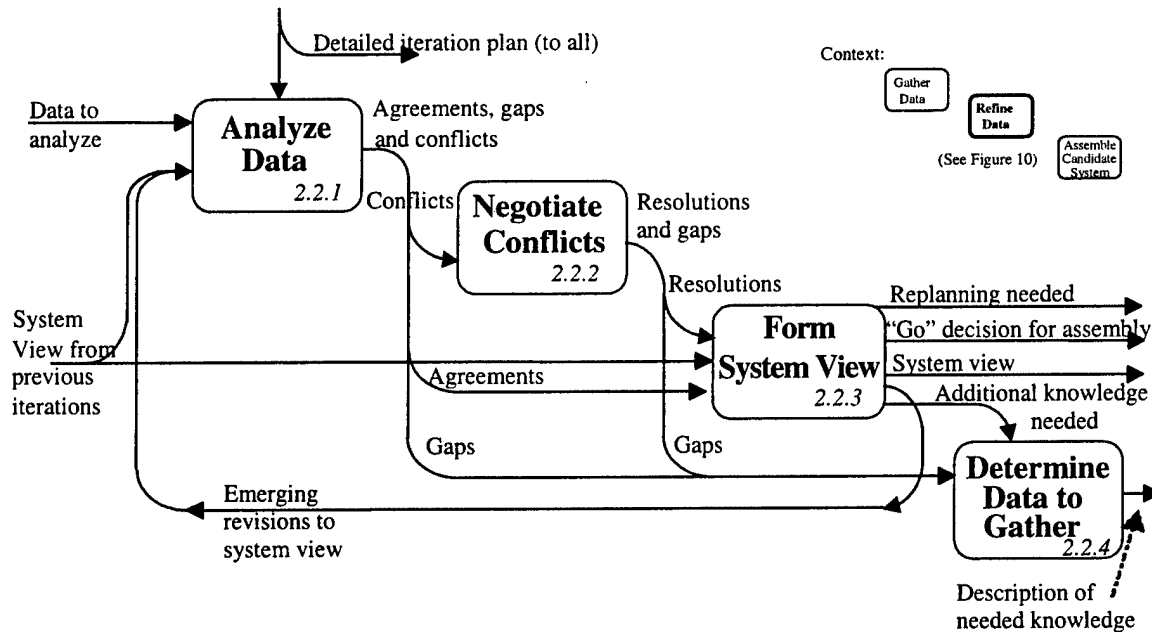 Detailed iteration plan (to all)
Context:
Gather
Data
Refine
Data
(See Figure 10)
Assemble
Candidate
System
Data to
analyze
Analyze
Data
2.2.1
Agreements, gaps
and conflicts
Conflicts
Negotiate
Conflicts
2.2.2
Resolutions
and gaps
Resolutions
System
View from
previous
iterations
Form
System View
2.2.3
Replanning needed
“Go” decision for assembly
System view
Additional knowledge
needed
Agreements
Gaps
Gaps
Determine
Data to
Gather
2.2.4
Emerging
revisions to
system view
Description of
needed knowledge